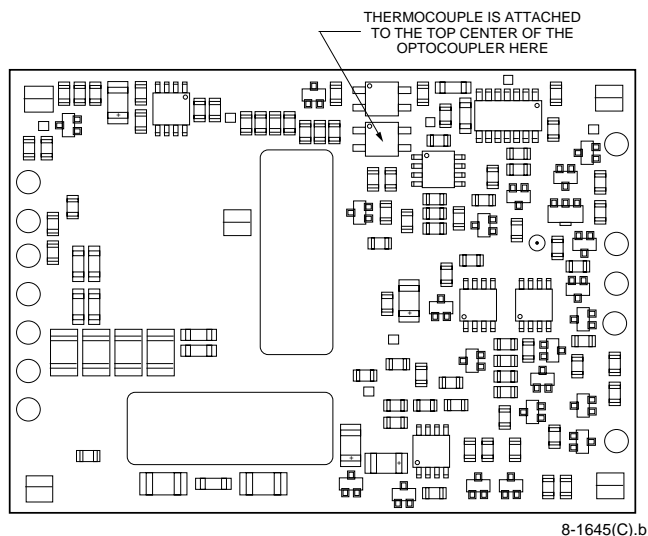 THERMOCOUPLE IS ATTACHED
TO THE TOP CENTER OF THE
OPTOCOUPLER HERE
8-1645(C).b